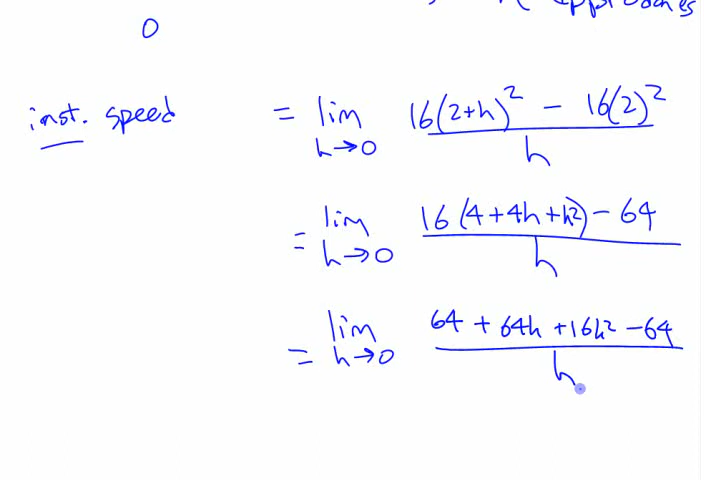 h approaches
0
inst. speed = lim h→0 16(2+h)² − 16(2)² / h
= lim h→0 16(4+4h+h²) − 64 / h
= lim h→0 64 + 64h + 16h² − 64 / h